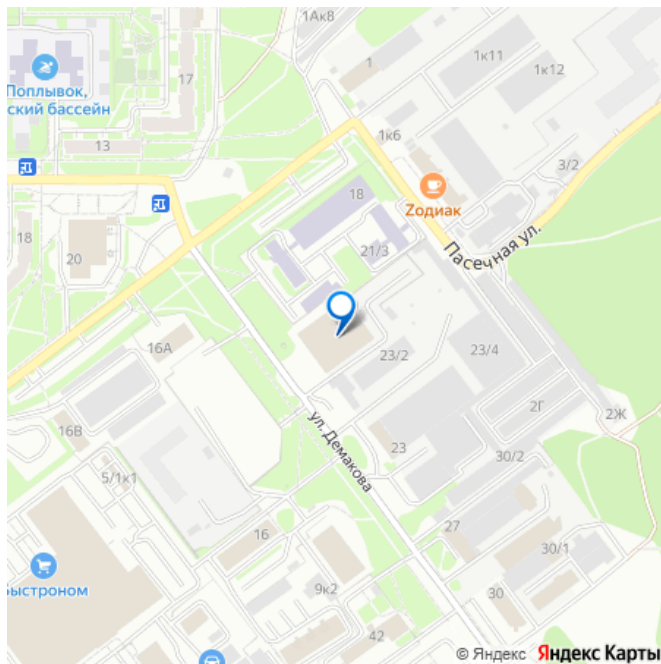 1Ак8
1к11
1к12
1
17
Поплывок,
ский бассейн
1к6
13
3/2
18
Zодиак
18
20
21/3
Пасечная ул.
16А
23/2
23/4
2Г
2Ж
ул. Демакова
16В
23
30/2
5/1к1
27
16
30/1
Быстроном
9к2
30
42
© Яндекс Яндекс Карты